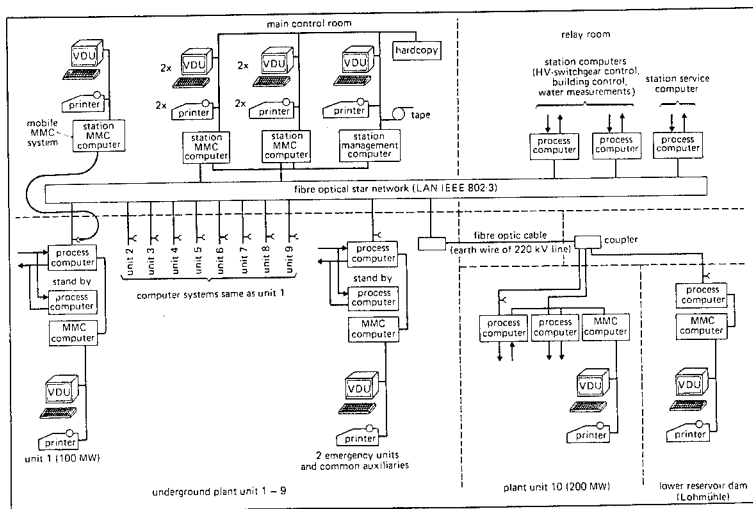 main control room
relay room
VDU
2x
VDU
2x
VDU
VDU
hardcopy
station computers
(HV-switchgear control,
building control,
water measurements)
station service
computer
printer
2x
printer
2x
printer
printer
tape
mobile
MMC
system
station
MMC
computer
station
MMC
computer
station
MMC
computer
station
management
computer
process
computer
process
computer
process
computer
fibre optical star network (LAN IEEE 802·3)
unit 2
unit 3
unit 4
unit 5
unit 6
unit 7
unit 8
unit 9
fibre optic cable
(earth wire of 220 kV line)
coupler
process
computer
stand by
process
computer
MMC
computer
computer systems same as unit 1
process
computer
stand by
process
computer
MMC
computer
process
computer
process
computer
MMC
computer
process
computer
MMC
computer
VDU
printer
unit 1 (100 MW)
VDU
printer
2 emergency units
and common auxiliaries
VDU
printer
VDU
printer
underground plant unit 1 – 9
plant unit 10 (200 MW)
lower reservoir dam
(Lohmühle)